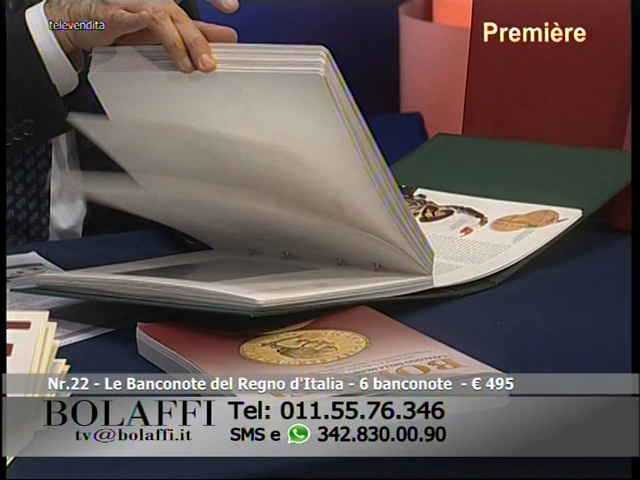 televendita
Première
Nr.22 - Le Banconote del Regno d'Italia - 6 banconote - € 495
BOLAFFI
tv@bolaffi.it
Tel: 011.55.76.346
SMS e 342.830.00.90